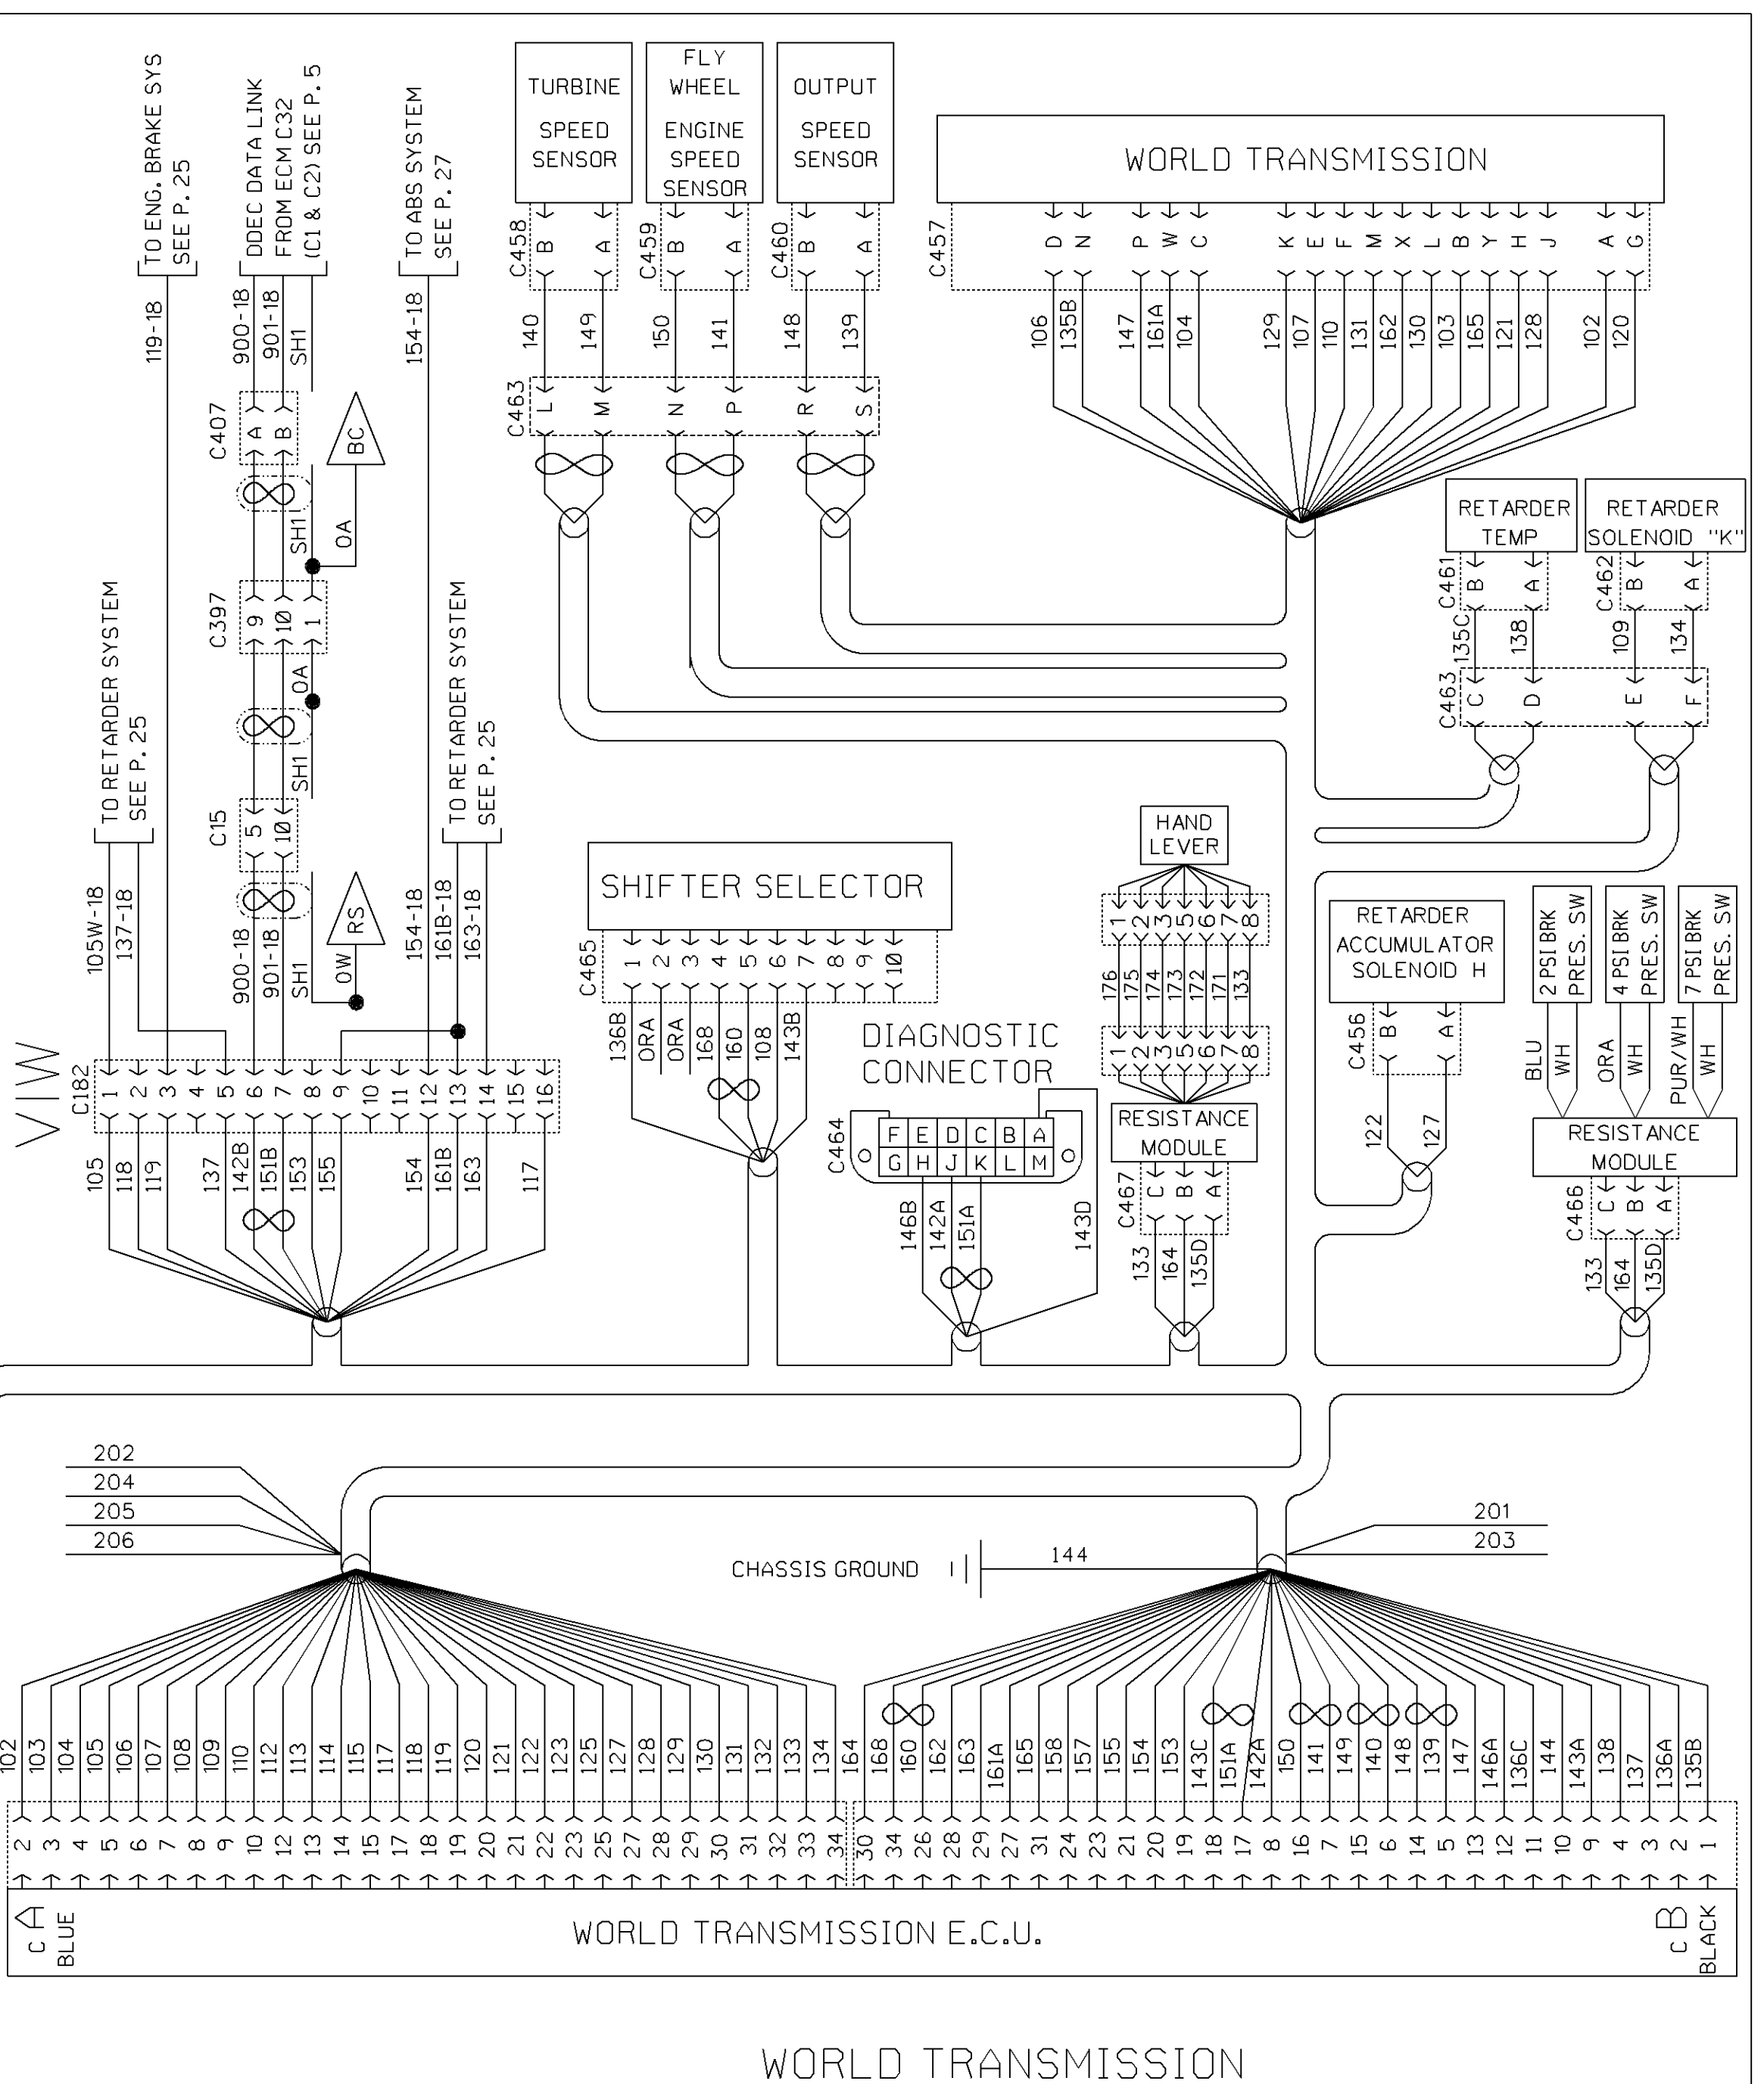 TO ENG. BRAKE SYS
SEE P. 25
119-18
DDEC DATA LINK
FROM ECM C32
(C1 & C2) SEE P. 5
900-18
901-18
SH1
TO ABS SYSTEM
SEE P. 27
154-18
C407
A
B
BC
SH1
0A
C397
9
10
1
0A
SH1
C15
5
10
900-18
901-18
SH1
RS
0W
TO RETARDER SYSTEM
SEE P. 25
105W-18
137-18
TO RETARDER SYSTEM
SEE P. 25
154-18
161B-18
163-18
VIW
C182
1 2 3 4 5 6 7 8 9 10 11 12 13 14 15 16
105 118 119 137 142B 151B 153 155 154 161B 163 117
TURBINE
SPEED
SENSOR
C458
B A
140 149
FLY
WHEEL
ENGINE
SPEED
SENSOR
C459
B A
150 141
OUTPUT
SPEED
SENSOR
C460
B A
148 139
C463
L M N P R S
WORLD TRANSMISSION
C457
D N P W C K E F M X L B Y H J A G
106 135B 147 161A 104 129 107 110 131 162 130 103 165 121 128 102 120
RETARDER
TEMP
C461
B A
135C 138
RETARDER
SOLENOID "K"
C462
B A
109 134
C463
C D E F
SHIFTER SELECTOR
C465
1 2 3 4 5 6 7 8 9 10
136B ORA ORA 168 160 108 143B
DIAGNOSTIC
CONNECTOR
C464
F E D C B A
G H J K L M
146B 142A 151A 143D
HAND
LEVER
1 2 3 5 6 7 8
176 175 174 173 172 171 133
1 2 3 5 6 7 8
RESISTANCE
MODULE
C467
C B A
133 164 135D
RETARDER
ACCUMULATOR
SOLENOID H
C456
B A
122 127
2 PSI BRK
PRES. SW
4 PSI BRK
PRES. SW
7 PSI BRK
PRES. SW
BLU WH ORA WH PUR/WH WH
RESISTANCE
MODULE
C466
C B A
133 164 135D
202
204
205
206
CHASSIS GROUND
144
201
203
102 103 104 105 106 107 108 109 110 112 113 114 115 117 118 119 120 121 122 123 125 127 128 129 130 131 132 133 134 164 168 160 162 163 161A 165 158 157 155 154 153 143C 151A 142A 150 141 149 140 148 139 147 146A 136C 144 143A 138 137 136A 135B
2 3 4 5 6 7 8 9 10 12 13 14 15 17 18 19 20 21 22 23 25 27 28 29 30 31 32 33 34 30 34 26 28 29 27 31 24 23 21 20 19 18 17 8 16 7 15 6 14 5 13 12 11 10 9 4 3 2 1
C A
BLUE
WORLD TRANSMISSION E.C.U.
C B
BLACK
WORLD TRANSMISSION